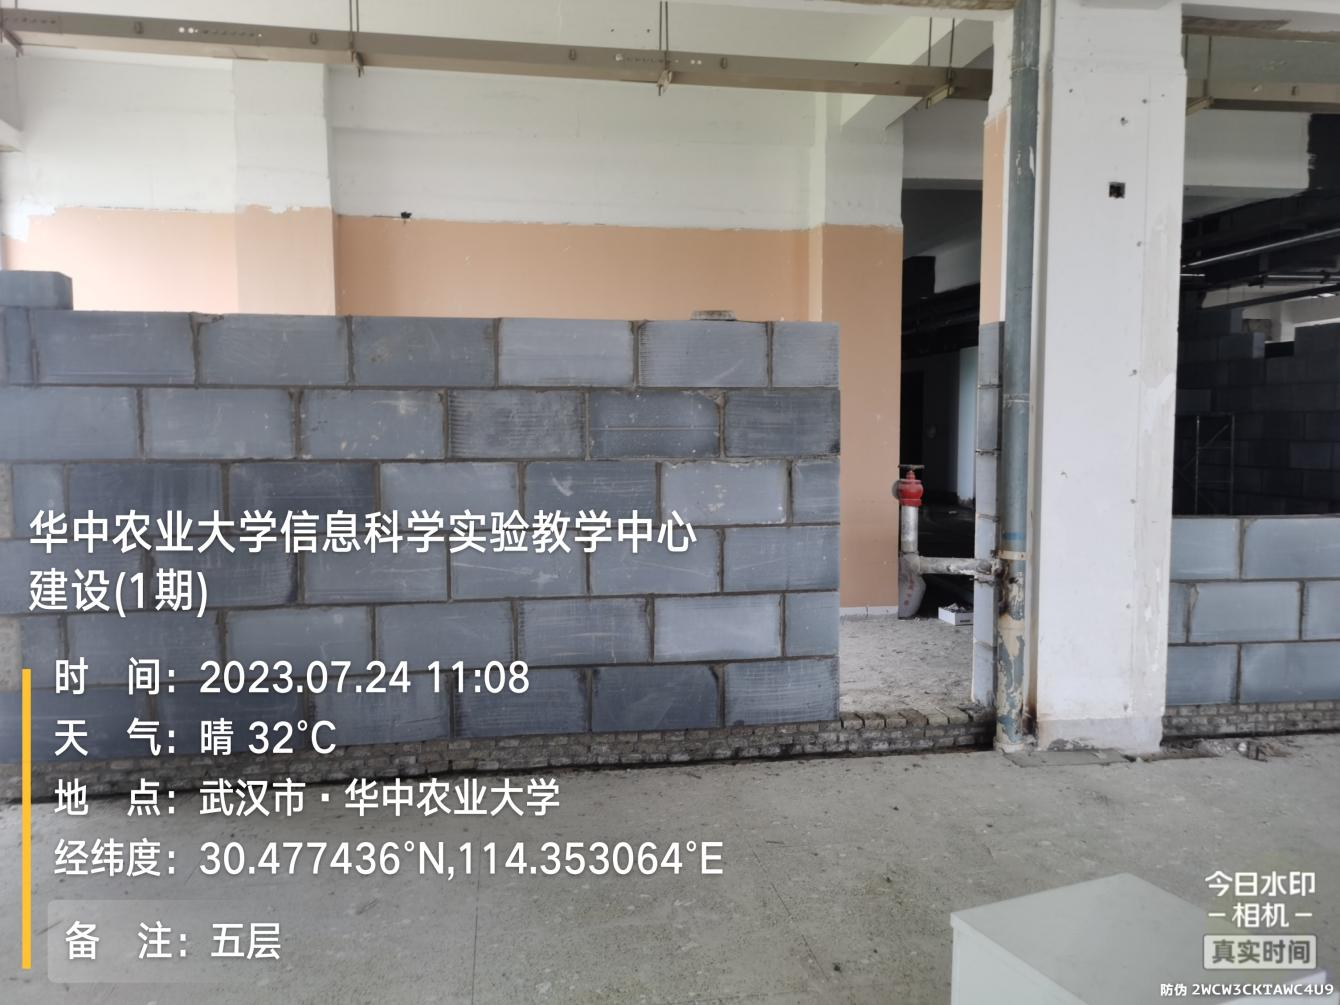 华中农业大学信息科学实验教学中心
建设(1期)
时 间：2023.07.24 11:08
天 气：晴 32℃
地 点：武汉市·华中农业大学
经纬度：30.477436°N,114.353064°E
备 注：五层
今日水印
相机
真实时间
防伪 2WCW3CKTAWC4U9